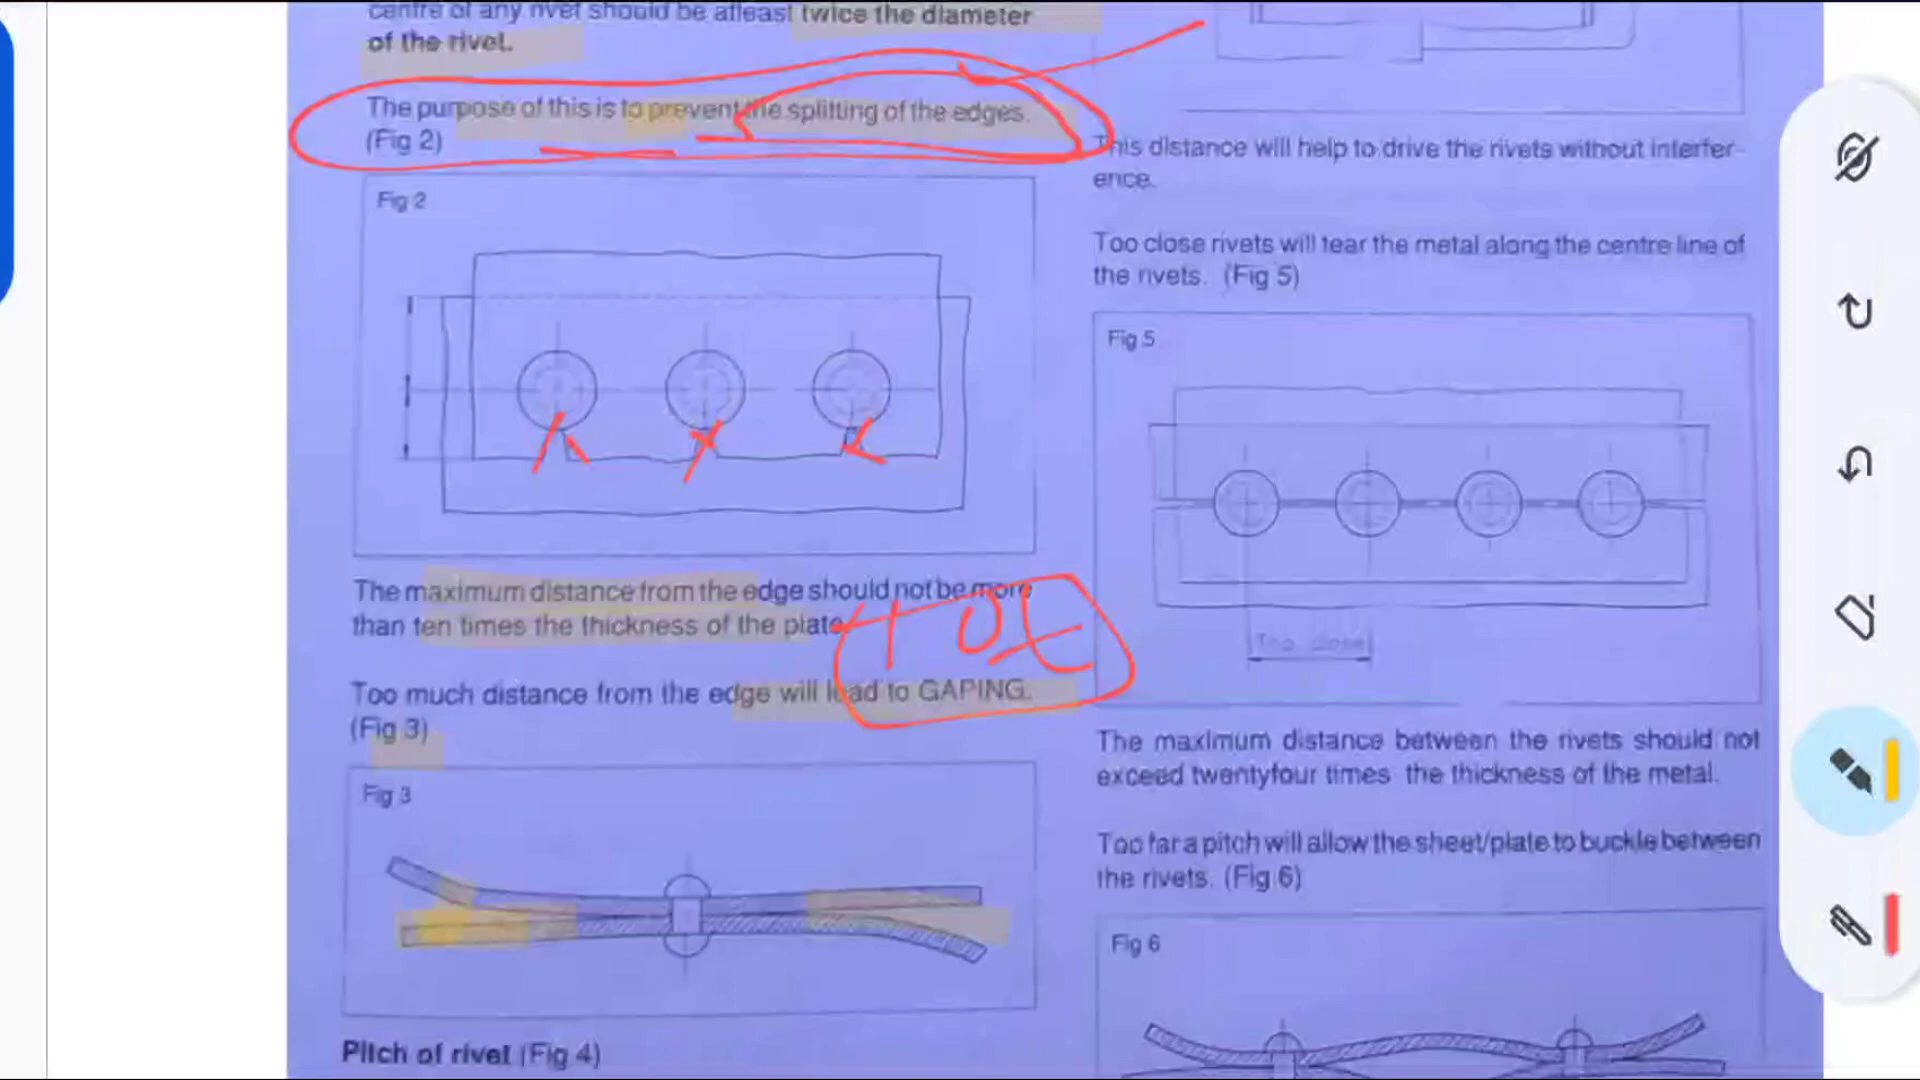 centre of any rivet should be atleast twice the diameter
of the rivet.
The purpose of this is to prevent the splitting of the edges.
(Fig 2)
Fig 2
The maximum distance from the edge should not be more
than ten times the thickness of the plate
10t
Too much distance from the edge will lead to GAPING.
(Fig 3)
Fig 3
Pitch of rivet (Fig 4)
This distance will help to drive the rivets without interfer-
ence.
Too close rivets will tear the metal along the centre line of
the rivets. (Fig 5)
Fig 5
Too close
The maximum distance between the rivets should not
exceed twentyfour times the thickness of the metal.
Too far a pitch will allow the sheet/plate to buckle between
the rivets. (Fig 6)
Fig 6